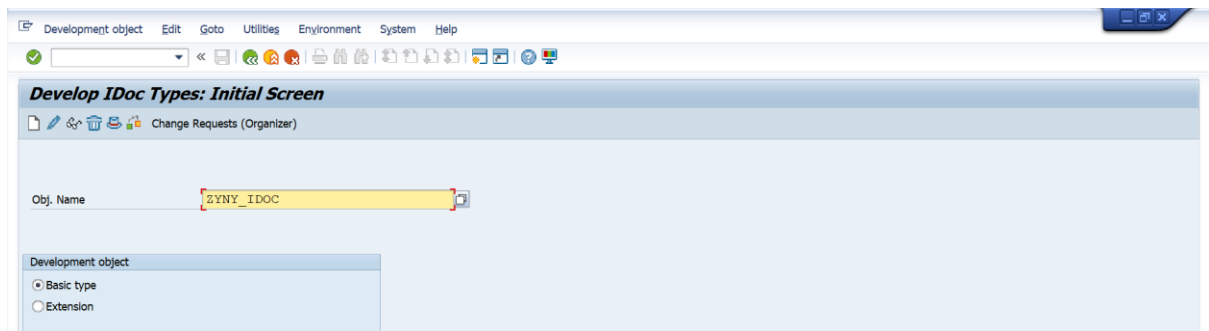 Development object Edit Goto Utilities Environment System Help
Develop IDoc Types: Initial Screen
Change Requests (Organizer)
Obj. Name ZYNY_IDOC
Development object
Basic type
Extension